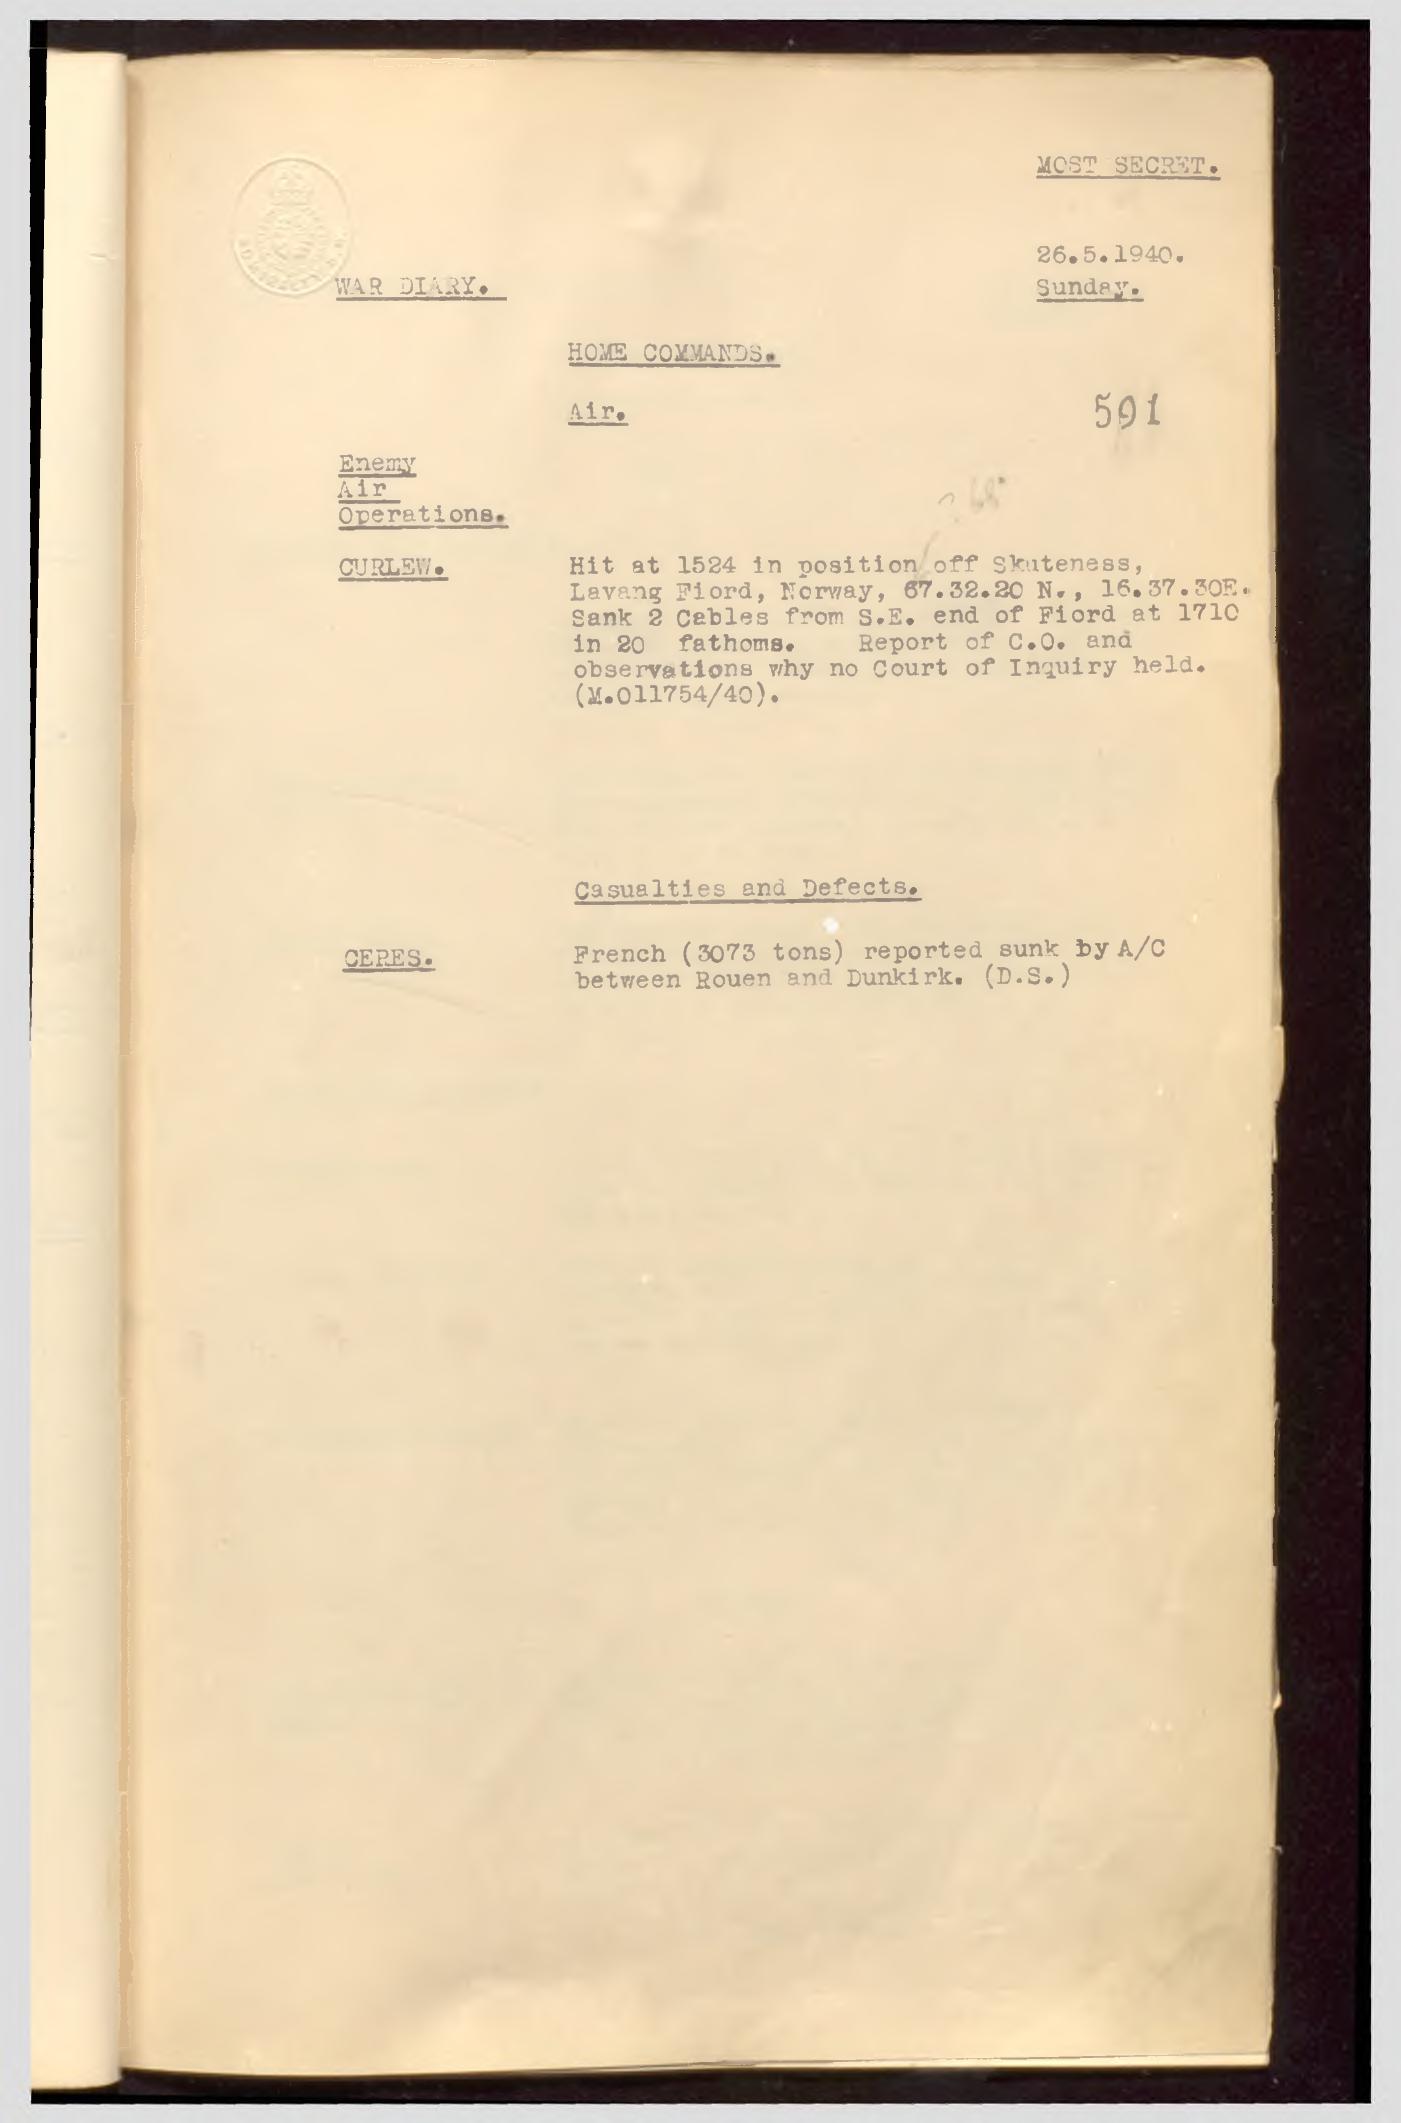 MOST SECRET.
26.5.1940.
WAR DIARY. Sunday.
HOME COMMANDS.
Air. 591
Enemy
Air
Operations.
CURLEW. Hit at 1524 in position off Skuteness,
Lavang Fiord, Norway, 67.32.20 N., 16.37.30E.
Sank 2 Cables from S.E. end of Fiord at 1710
in 20 fathoms. Report of C.O. and
observations why no Court of Inquiry held.
(M.011754/40).
Casualties and Defects.
CERES. French (3073 tons) reported sunk by A/C
between Rouen and Dunkirk. (D.S.)